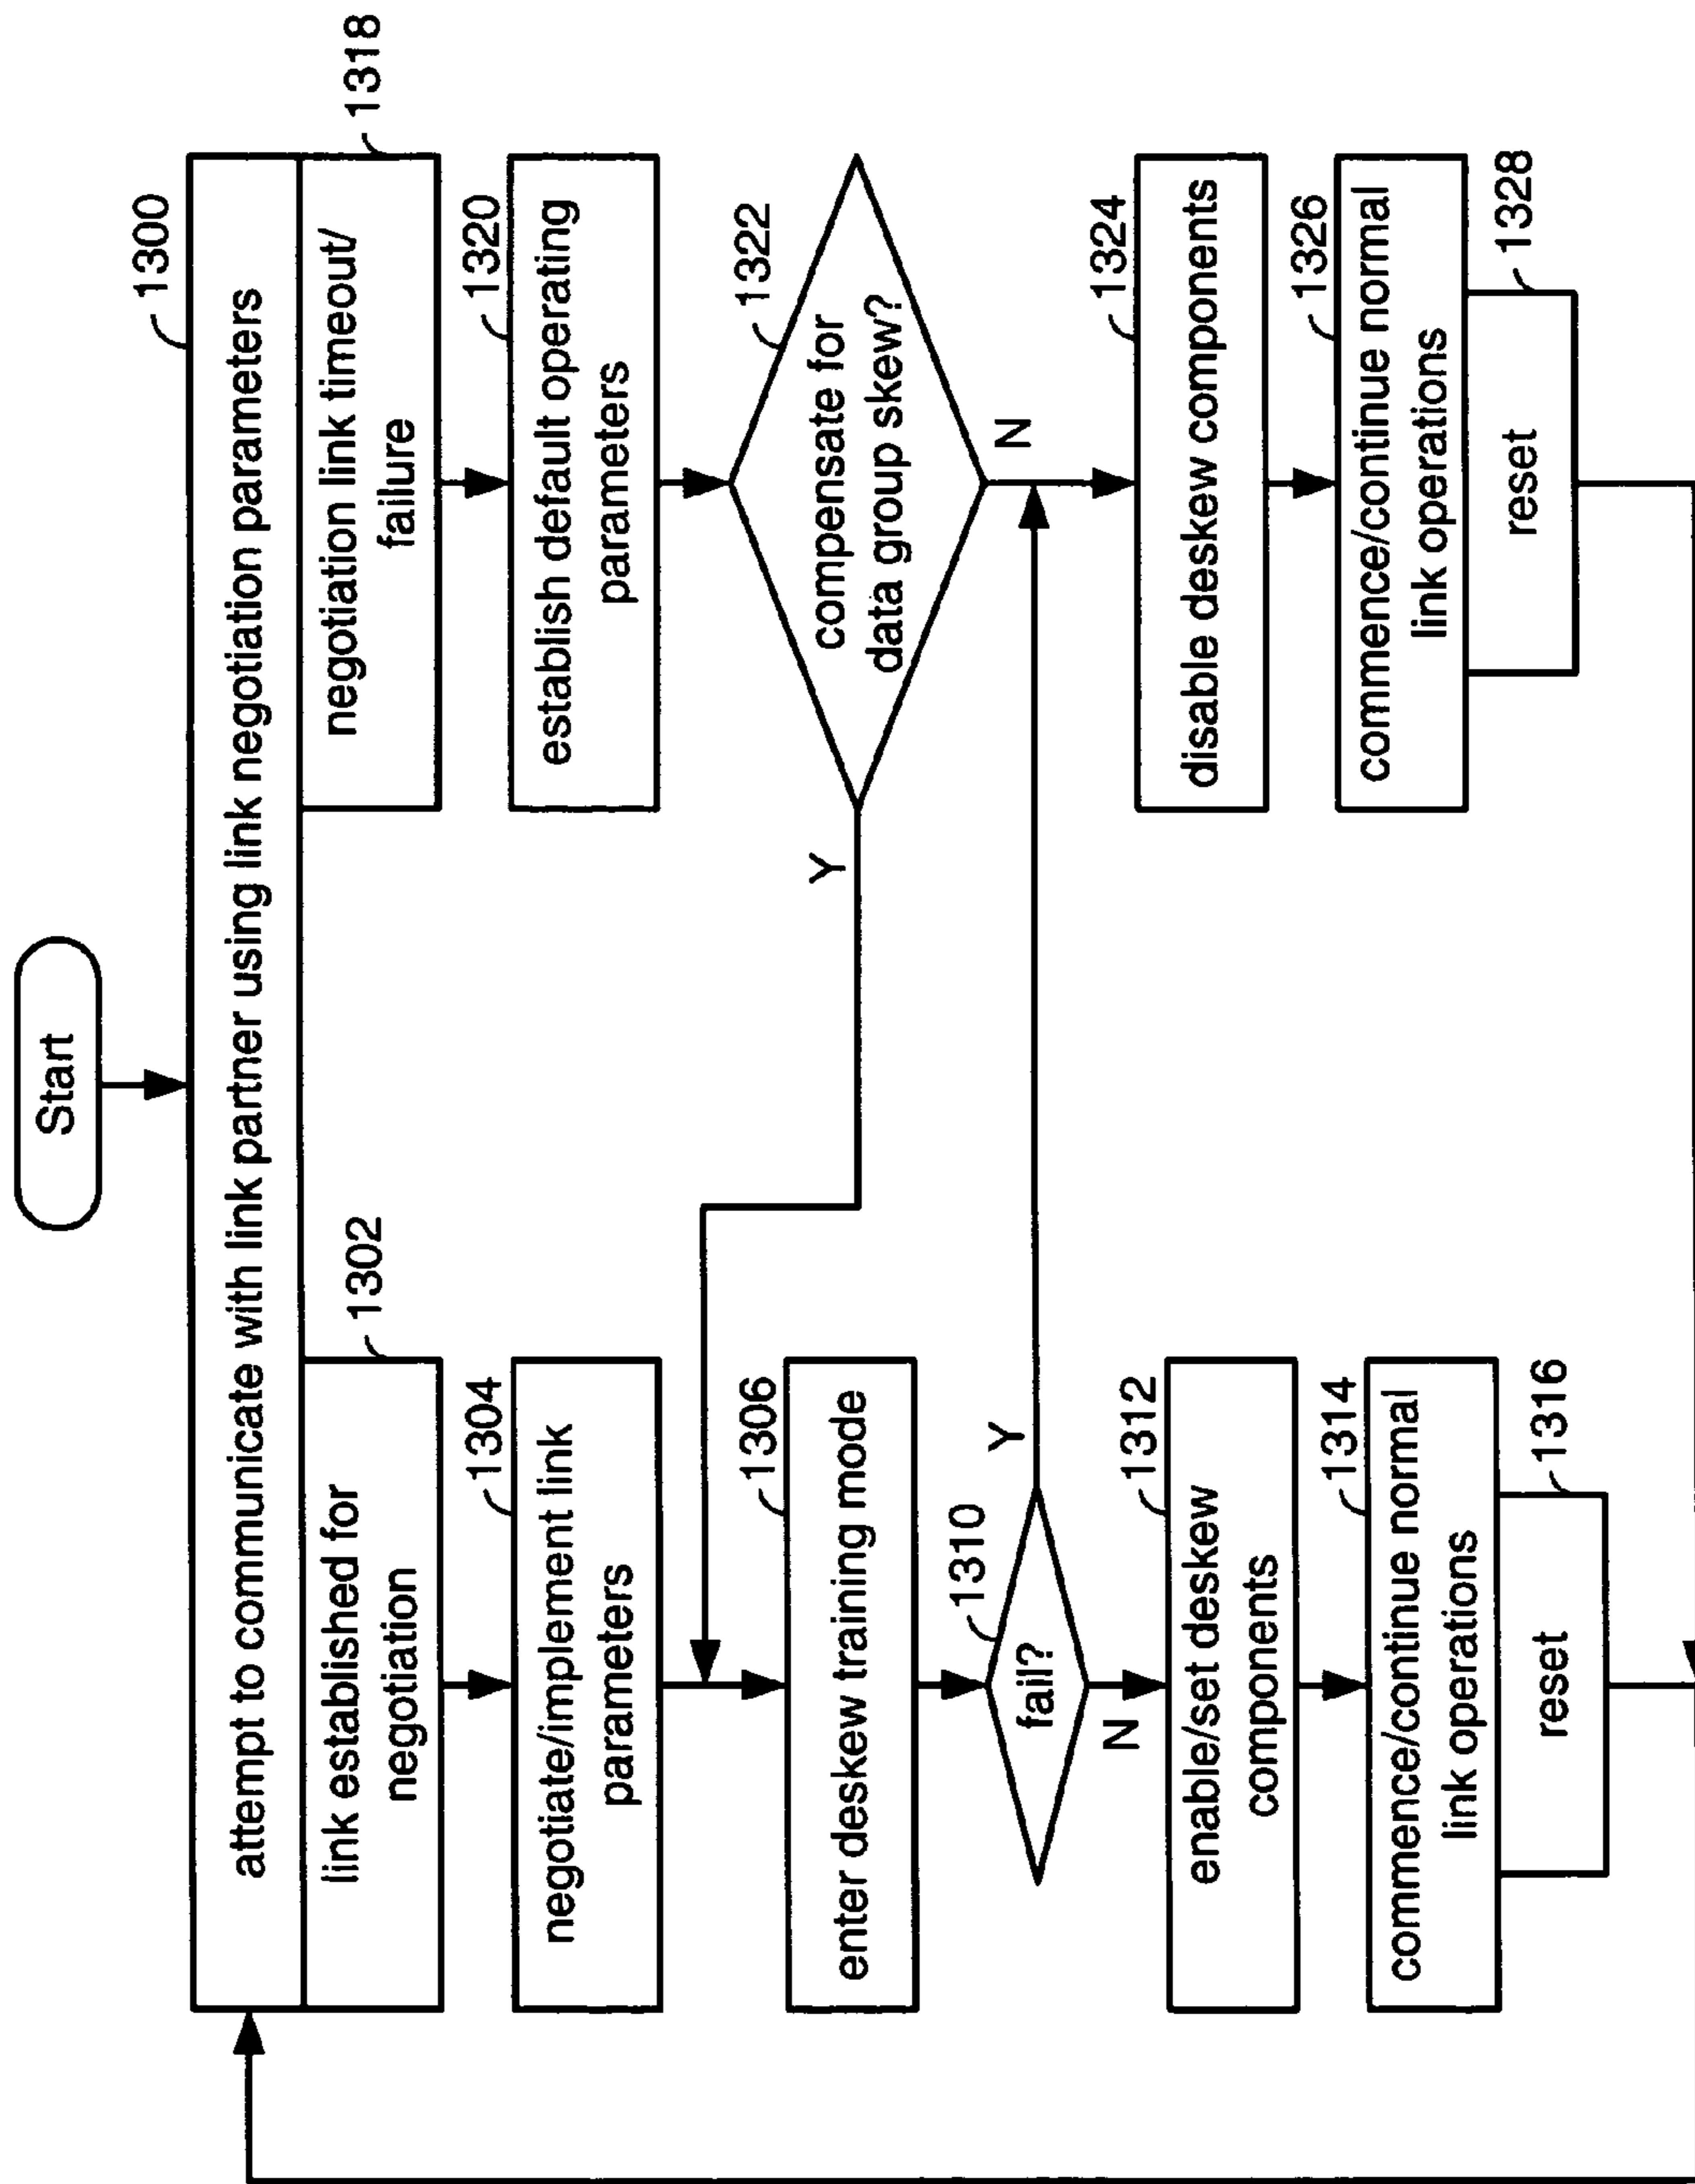 Start
1300
attempt to communicate with link partner using link negotiation parameters
link established for
negotiation
1302
negotiation link timeout/
failure
1318
1304
negotiate/implement link
parameters
1320
establish default operating
parameters
1322
compensate for
data group skew?
Y
N
1306
enter deskew training mode
1310
fail?
Y
N
1312
enable/set deskew
components
1314
commence/continue normal
link operations
1316
reset
1324
disable deskew components
1326
commence/continue normal
link operations
1328
reset